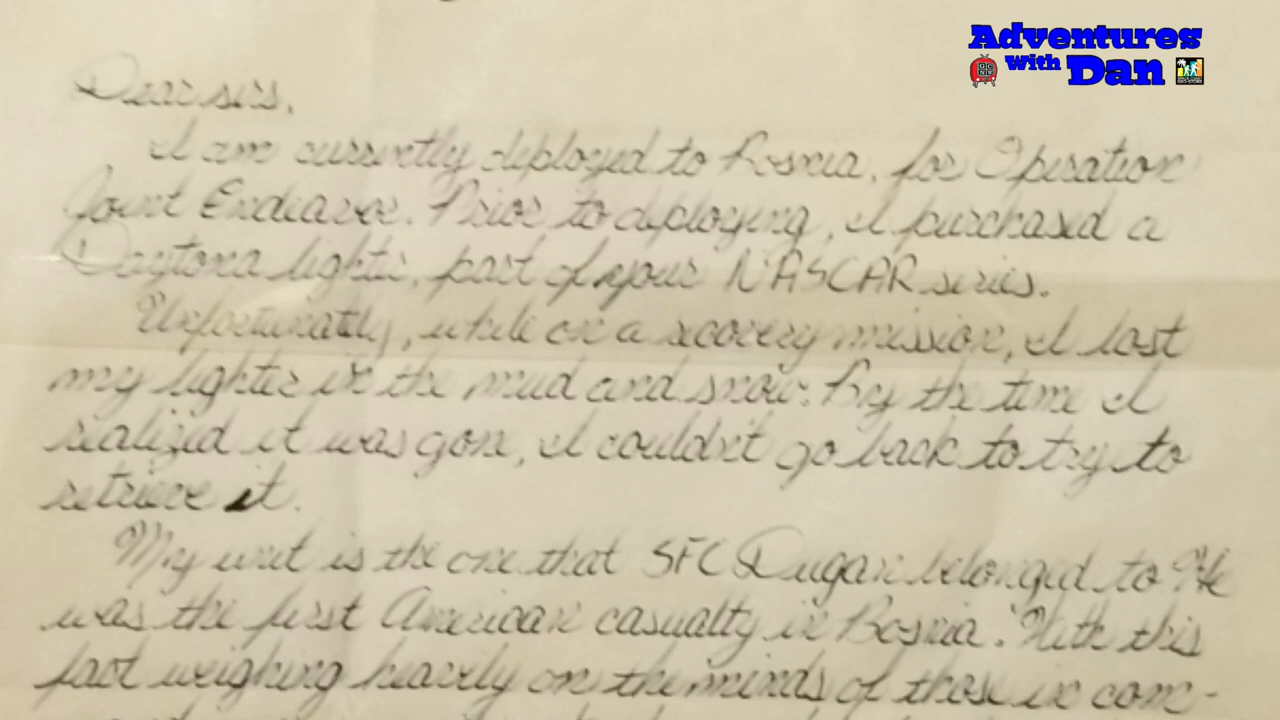 Adventures
With Dan
Dear sirs,
I am currently deployed to Bosnia, for Operation
Joint Endeavor. Prior to deploying, I purchased a
Daytona lighter, part of your NASCAR series.
Unfortunatly, while on a recovery mission, I lost
my lighter in the mud and snow. By the time I
realized it was gone, I couldn't go back to try to
retrieve it.
My unit is the one that SFC Dugan belonged to. He
was the first American casualty in Bosnia. With this
fact weighing heavily on the minds of those in com-